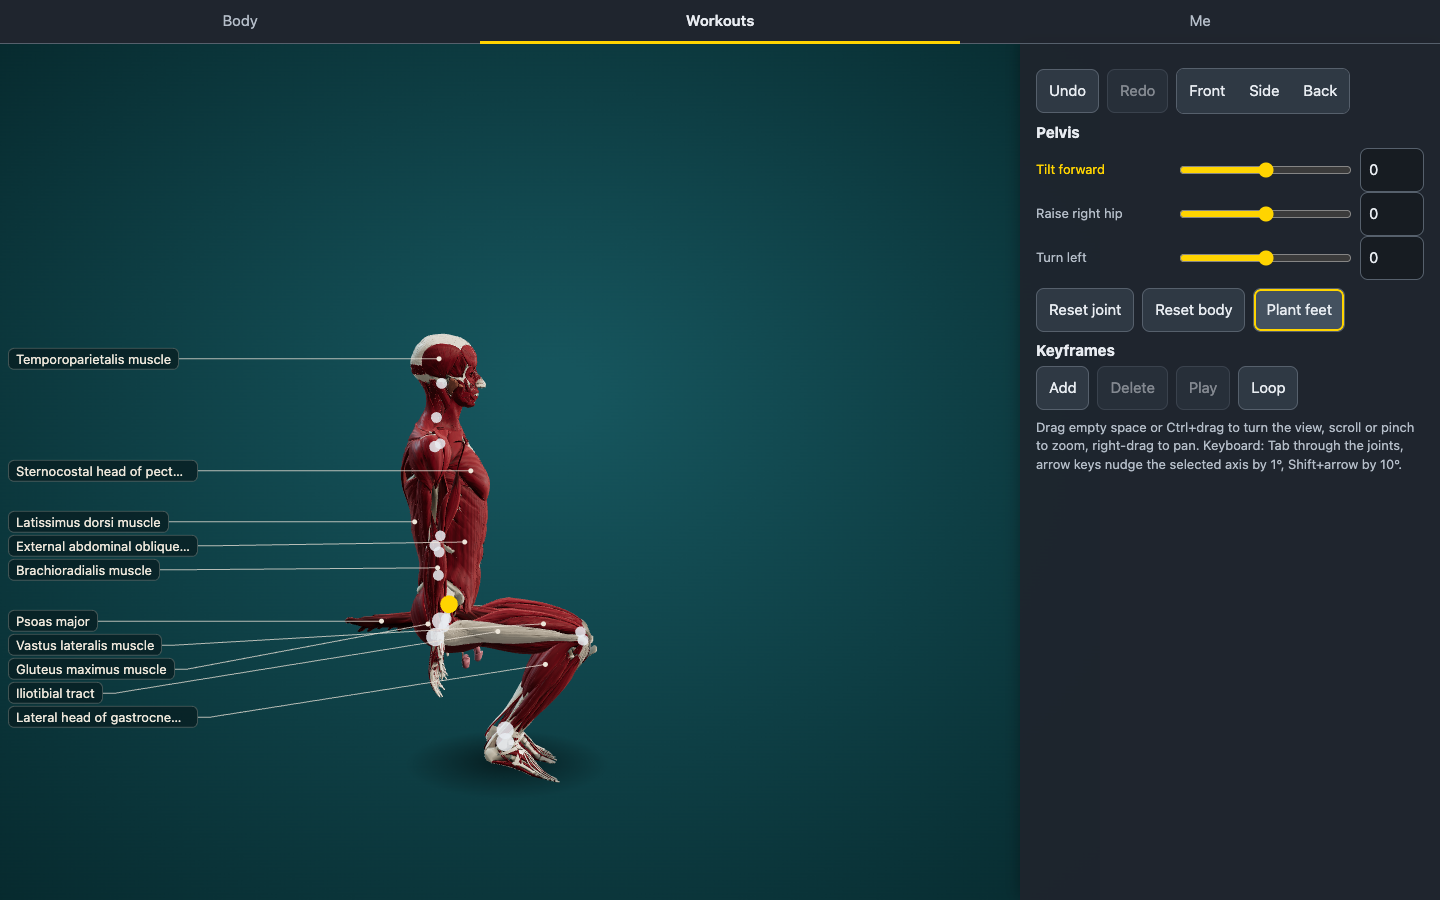 Body
Workouts
Me
Undo
Redo
Front
Side
Back
Pelvis
Tilt forward
0
Raise right hip
0
Turn left
0
Reset joint
Reset body
Plant feet
Keyframes
Add
Delete
Play
Loop
Drag empty space or Ctrl+drag to turn the view, scroll or pinch
to zoom, right-drag to pan. Keyboard: Tab through the joints,
arrow keys nudge the selected axis by 1°, Shift+arrow by 10°.
Temporoparietalis muscle
Sternocostal head of pect...
Latissimus dorsi muscle
External abdominal oblique...
Brachioradialis muscle
Psoas major
Vastus lateralis muscle
Gluteus maximus muscle
Iliotibial tract
Lateral head of gastrocne...